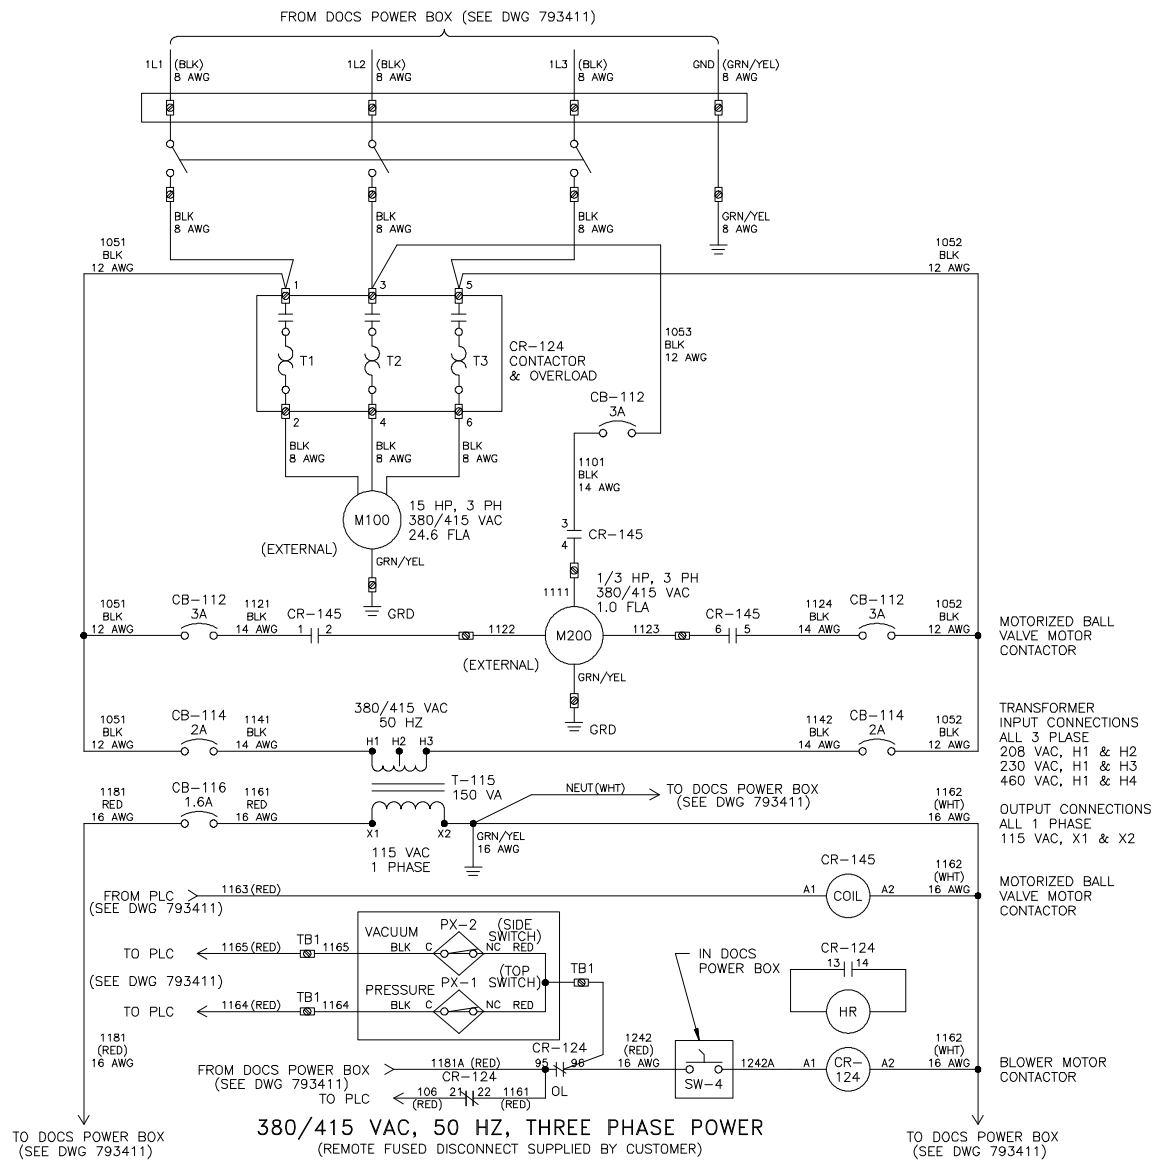 FROM DOCS POWER BOX (SEE DWG 793411)
1L1 (BLK) 8 AWG
1L2 (BLK) 8 AWG
1L3 (BLK) 8 AWG
GND (GRN/YEL) 8 AWG
BLK 8 AWG
BLK 8 AWG
BLK 8 AWG
GRN/YEL 8 AWG
1051
BLK
12 AWG
1052
BLK
12 AWG
1
3
5
T1
T2
T3
CR-124
CONTACTOR
& OVERLOAD
1053
BLK
12 AWG
2
4
6
BLK 8 AWG
BLK 8 AWG
BLK 8 AWG
CB-112
3A
1101
BLK
14 AWG
M100
15 HP, 3 PH
380/415 VAC
24.6 FLA
(EXTERNAL)
GRN/YEL
GRD
3
4
CR-145
1111
1/3 HP, 3 PH
380/415 VAC
1.0 FLA
1051
BLK
12 AWG
CB-112
3A
1121
BLK
14 AWG
CR-145
1 2
1122
M200
(EXTERNAL)
1123
CR-145
6 5
1124
BLK
14 AWG
CB-112
3A
1052
BLK
12 AWG
MOTORIZED BALL
VALVE MOTOR
CONTACTOR
GRN/YEL
GRD
1051
BLK
12 AWG
CB-114
2A
1141
BLK
14 AWG
380/415 VAC
50 HZ
H1 H2 H3
1142
BLK
14 AWG
CB-114
2A
1052
BLK
12 AWG
TRANSFORMER
INPUT CONNECTIONS
ALL 3 PLASE
208 VAC, H1 & H2
230 VAC, H1 & H3
460 VAC, H1 & H4
1181
RED
16 AWG
CB-116
1.6A
1161
RED
16 AWG
T-115
150 VA
X1 X2
115 VAC
1 PHASE
NEUT(WHT)
TO DOCS POWER BOX
(SEE DWG 793411)
GRN/YEL
16 AWG
1162
(WHT)
16 AWG
OUTPUT CONNECTIONS
ALL 1 PHASE
115 VAC, X1 & X2
FROM PLC
(SEE DWG 793411)
1163(RED)
CR-145
A1 COIL A2
1162
(WHT)
16 AWG
MOTORIZED BALL
VALVE MOTOR
CONTACTOR
TO PLC
1165(RED)
TB1
1165
VACUUM
BLK C
PX-2
(SIDE
SWITCH)
NC RED
(SEE DWG 793411)
TO PLC
1164(RED)
TB1
1164
PRESSURE
BLK C
PX-1
(TOP
SWITCH)
NC RED
TB1
IN DOCS
POWER BOX
CR-124
13 14
HR
1181
(RED)
16 AWG
FROM DOCS POWER BOX
(SEE DWG 793411)
1181A (RED)
CR-124
95 96
OL
1242
(RED)
16 AWG
SW-4
1242A
A1
CR-
124
A2
1162
(WHT)
16 AWG
BLOWER MOTOR
CONTACTOR
TO PLC
106
(RED)
CR-124
21 22
1161
(RED)
TO DOCS POWER BOX
(SEE DWG 793411)
380/415 VAC, 50 HZ, THREE PHASE POWER
(REMOTE FUSED DISCONNECT SUPPLIED BY CUSTOMER)
TO DOCS POWER BOX
(SEE DWG 793411)